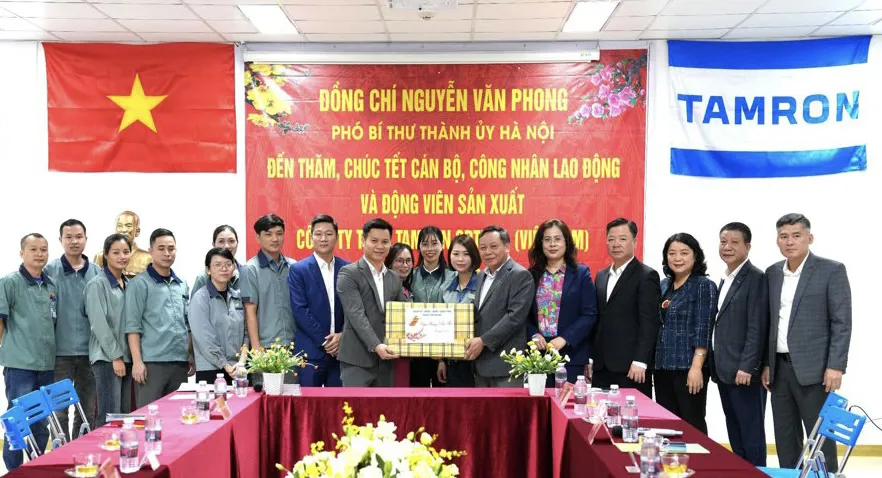 ĐỒNG CHÍ NGUYỄN VĂN PHONG
PHÓ BÍ THƯ THÀNH ỦY HÀ NỘI
ĐẾN THĂM, CHÚC TẾT CÁN BỘ, CÔNG NHÂN LAO ĐỘNG
VÀ ĐỘNG VIÊN SẢN XUẤT
TAMRON